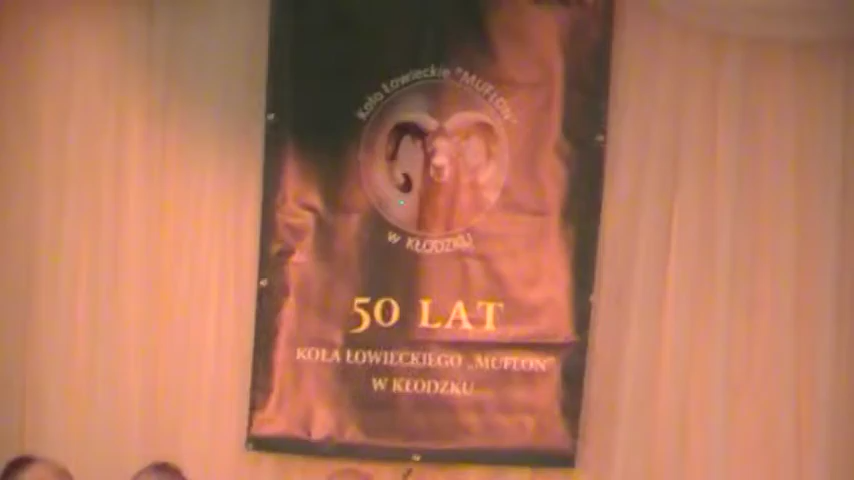 Koło Łowieckie "MUFLON"
w KŁODZKU
50 LAT
KOŁA ŁOWIECKIEGO „MUFLON"
W KŁODZKU